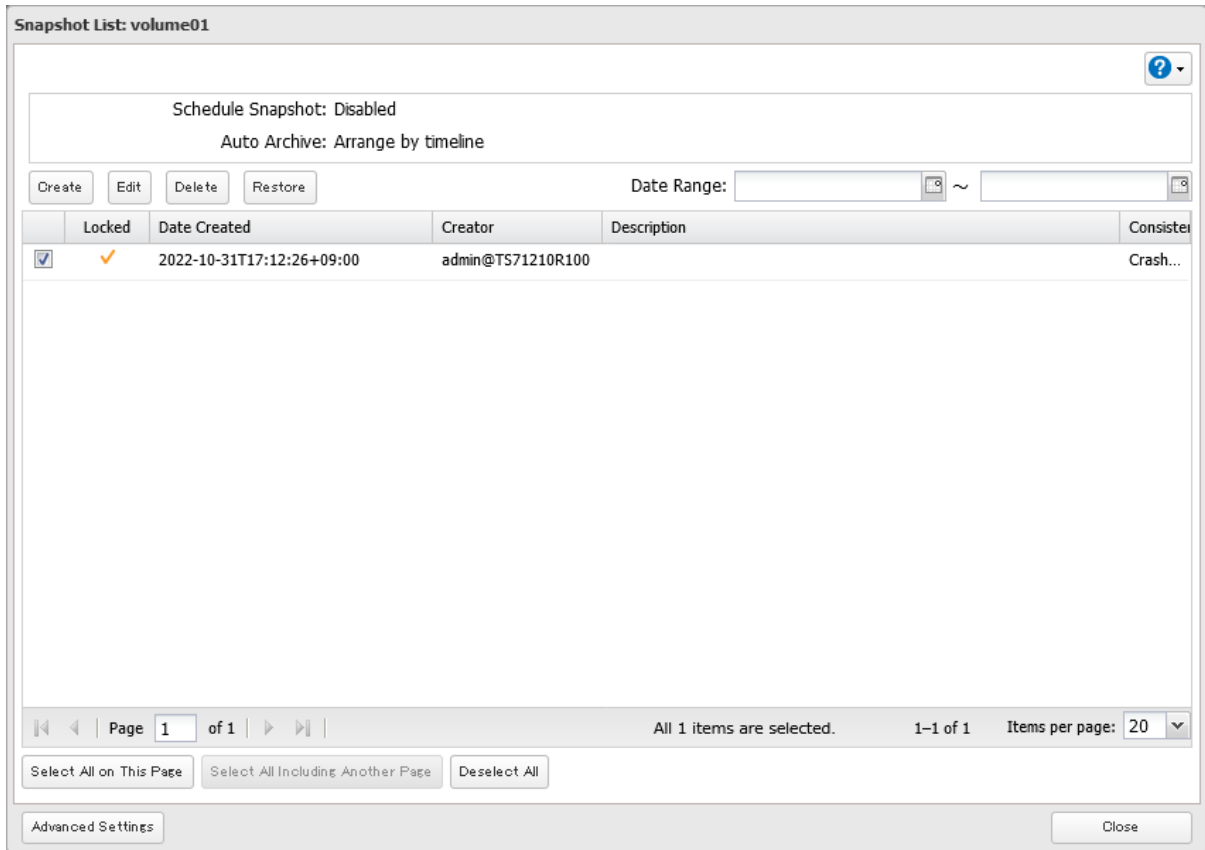 Snapshot List: volume01
?
Schedule Snapshot: Disabled
Auto Archive: Arrange by timeline
Create Edit Delete Restore Date Range: ~
Locked Date Created Creator Description Consister
2022-10-31T17:12:26+09:00 admin@TS71210R100 Crash...
Page 1 of 1 All 1 items are selected. 1–1 of 1 Items per page: 20
Select All on This Page Select All Including Another Page Deselect All
Advanced Settings Close